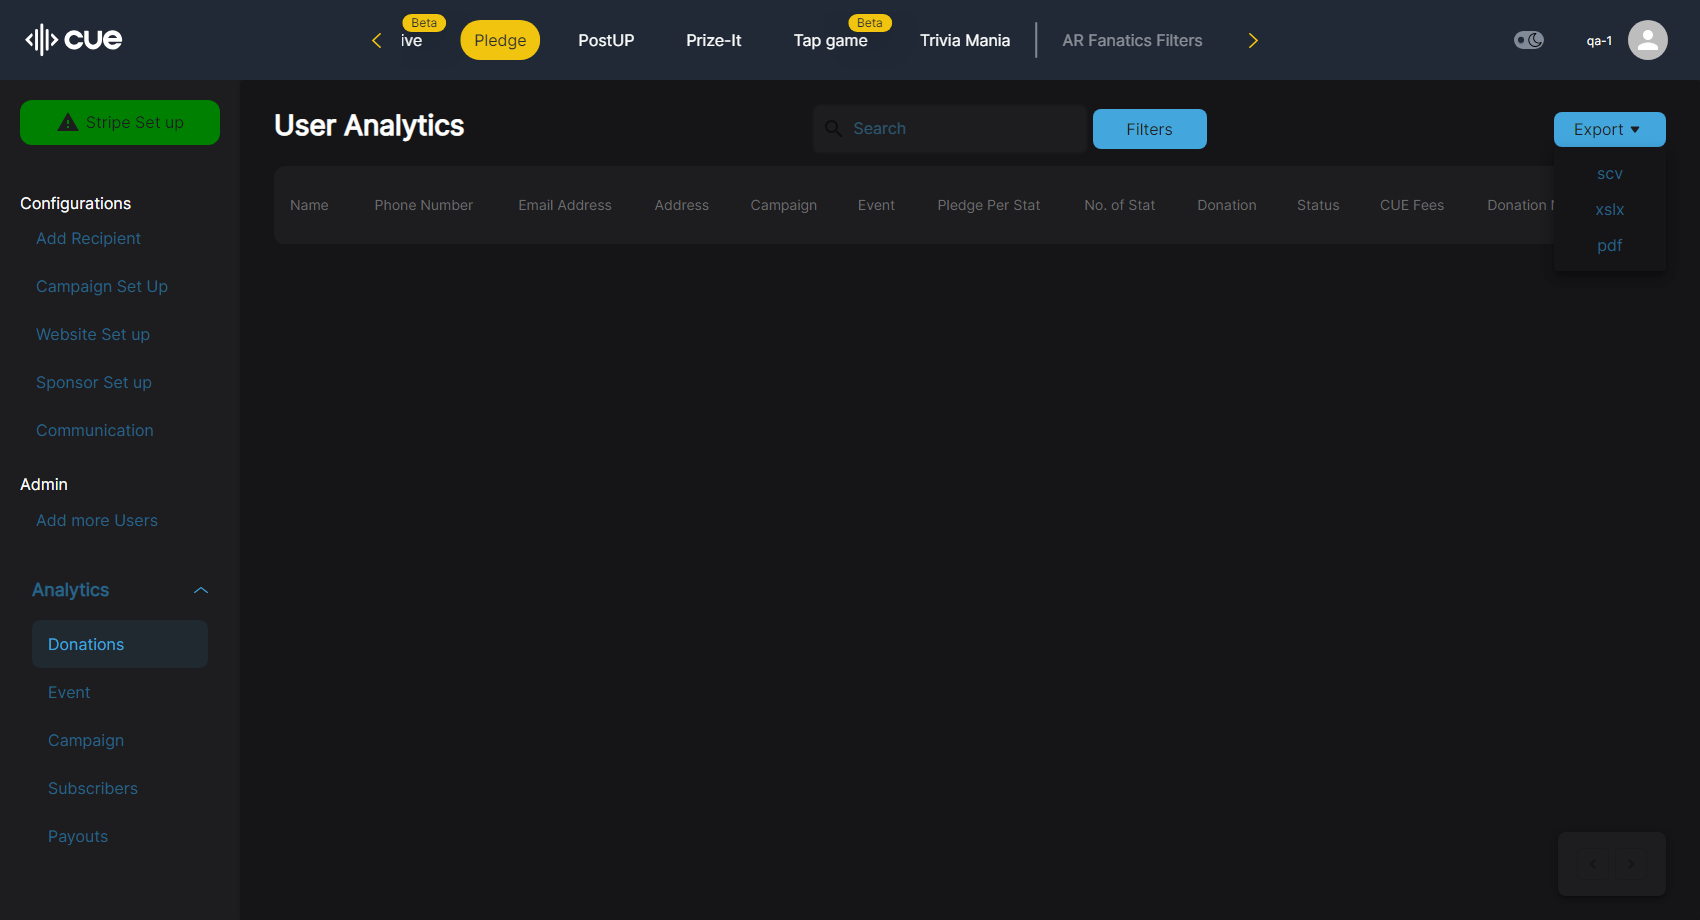 cue
ive
Beta
Pledge
PostUP
Prize-It
Tap game
Beta
Trivia Mania
AR Fanatics Filters
qa-1
Stripe Set up
Configurations
Add Recipient
Campaign Set Up
Website Set up
Sponsor Set up
Communication
Admin
Add more Users
Analytics
Donations
Event
Campaign
Subscribers
Payouts
User Analytics
Search
Filters
Export
scv
xslx
pdf
Name Phone Number Email Address Address Campaign Event Pledge Per Stat No. of Stat Donation Status CUE Fees Donation